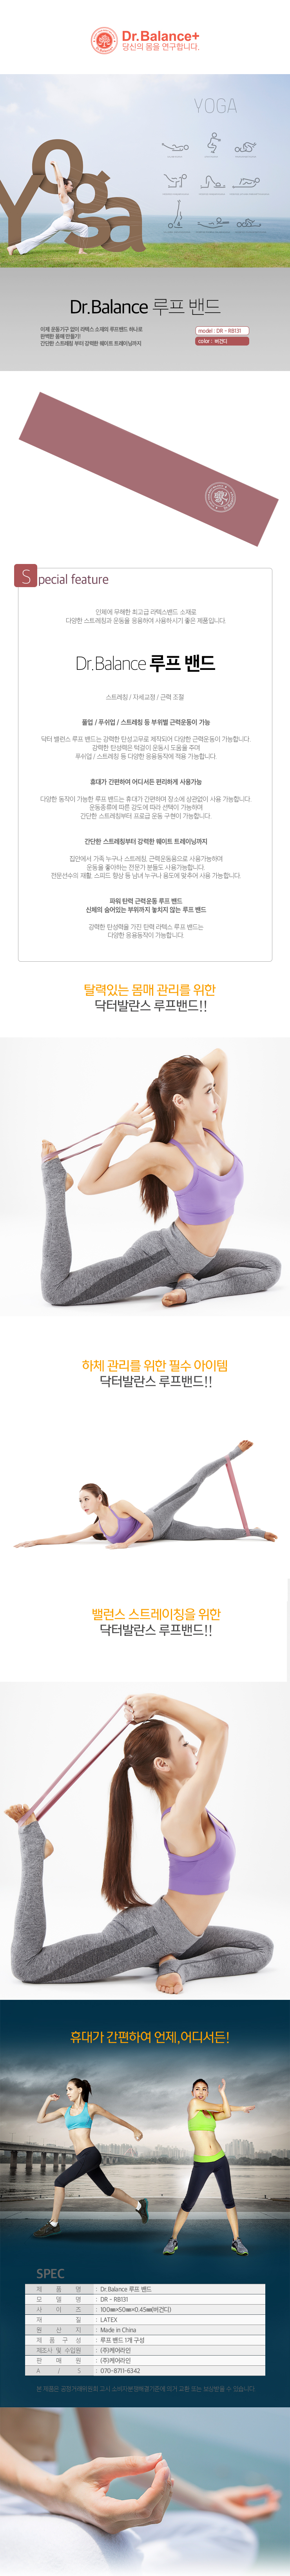 Dr.Balance+
당신의 몸을 연구합니다.
YOGA
Yoga
Dr.Balance 루프 밴드
이제 운동기구 없이 라텍스 소재의 루프밴드 하나로
완벽한 몸매 만들기!
간단한 스트레칭 부터 강력한 웨이트 트레이닝까지
model : DR - RB131
color : 버건디
Special feature
인체에 무해한 최고급 라텍스밴드 소재로
다양한 스트레칭과 운동을 응용하여 사용하시기 좋은 제품입니다.
Dr.Balance 루프 밴드
스트레칭 / 자세교정 / 근력 조절
풀업 / 푸쉬업 / 스트레칭 등 부위별 근력운동이 가능
닥터 밸런스 루프 밴드는 강력한 탄성고무로 제작되어 다양한 근력운동이 가능합니다.
강력한 탄성력은 턱걸이 운동시 도움을 주며
푸쉬업 / 스트레칭 등 다양한 응용동작에 적용 가능합니다.
휴대가 간편하여 어디서든 편리하게 사용가능
다양한 동작이 가능한 루프 밴드는 휴대가 간편하며 장소에 상관없이 사용 가능합니다.
운동종류에 따른 강도에 따라 선택이 가능하며
간단한 스트레칭부터 프로급 운동 구현이 가능합니다.
간단한 스트레칭부터 강력한 웨이트 트레이닝까지
집안에서 가족 누구나 스트레칭, 근력운동용으로 사용가능하며
운동을 좋아하는 전문가 분들도 사용가능합니다.
전문선수의 재활, 스피드 향상 등 남녀 누구나 용도에 맞추어 사용 가능합니다.
파워 탄력 근력운동 루프 밴드
신체의 숨어있는 부위까지 놓치지 않는 루프 밴드
강력한 탄성력을 가진 탄력 라텍스 루프 밴드는
다양한 응용동작이 가능합니다.
탈력있는 몸매 관리를 위한
닥터발란스 루프밴드!!
하체 관리를 위한 필수 아이템
닥터발란스 루프밴드!!
밸런스 스트레이칭을 위한
닥터발란스 루프밴드!!
휴대가 간편하여 언제,어디서든!
SPEC
제 품 명 : Dr.Balance 루프 밴드
모 델 명 : DR - RB131
사 이 즈 : 100㎜×50㎜×0.45㎜(버건디)
재 질 : LATEX
원 산 지 : Made in China
제 품 구 성 : 루프 밴드 1개 구성
제조사 및 수입원 : (주)케어라인
판 매 원 : (주)케어라인
A / S : 070-8711-6342
본 제품은 공정거래위원회 고시 소비자분쟁해결기준에 의거 교환 또는 보상받을 수 있습니다.